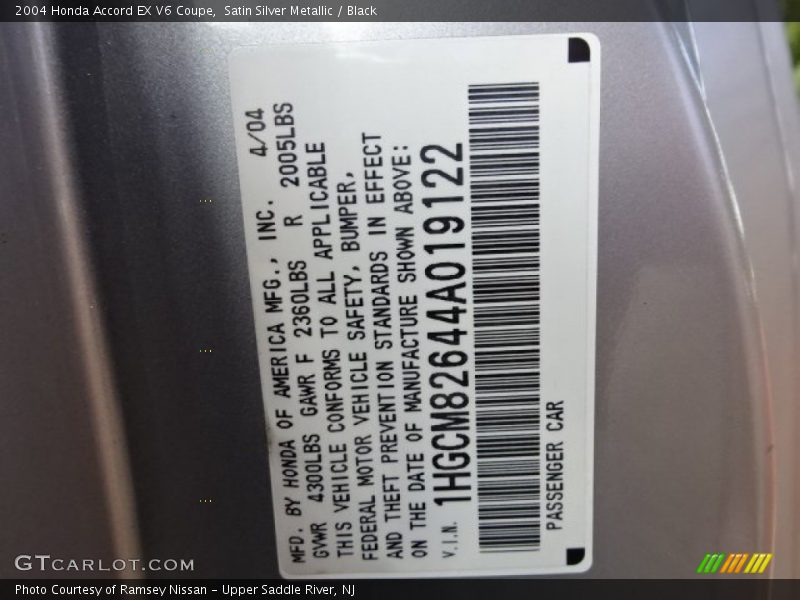 2004 Honda Accord EX V6 Coupe, Satin Silver Metallic / Black
MFD. BY HONDA OF AMERICA MFG., INC. 4/04
GVWR 4300LBS GAWR F 2360LBS R 2005LBS
THIS VEHICLE CONFORMS TO ALL APPLICABLE
FEDERAL MOTOR VEHICLE SAFETY, BUMPER,
AND THEFT PREVENTION STANDARDS IN EFFECT
ON THE DATE OF MANUFACTURE SHOWN ABOVE:
V.I.N. 1HGCM82644A019122
PASSENGER CAR
GTCARLOT.COM
Photo Courtesy of Ramsey Nissan - Upper Saddle River, NJ